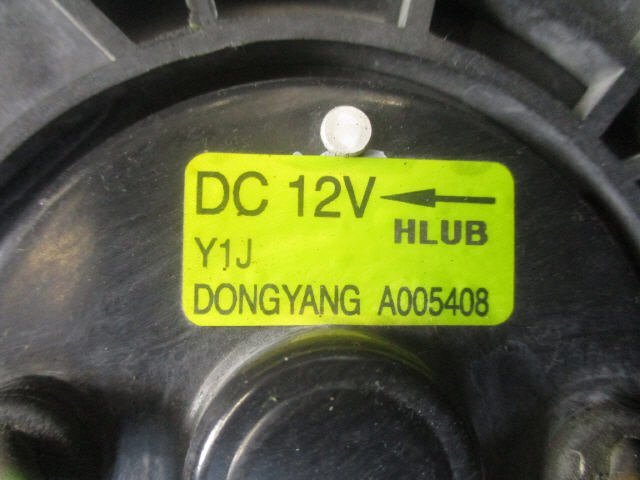 DC 12V
HLUB
Y1J
DONGYANG A005408